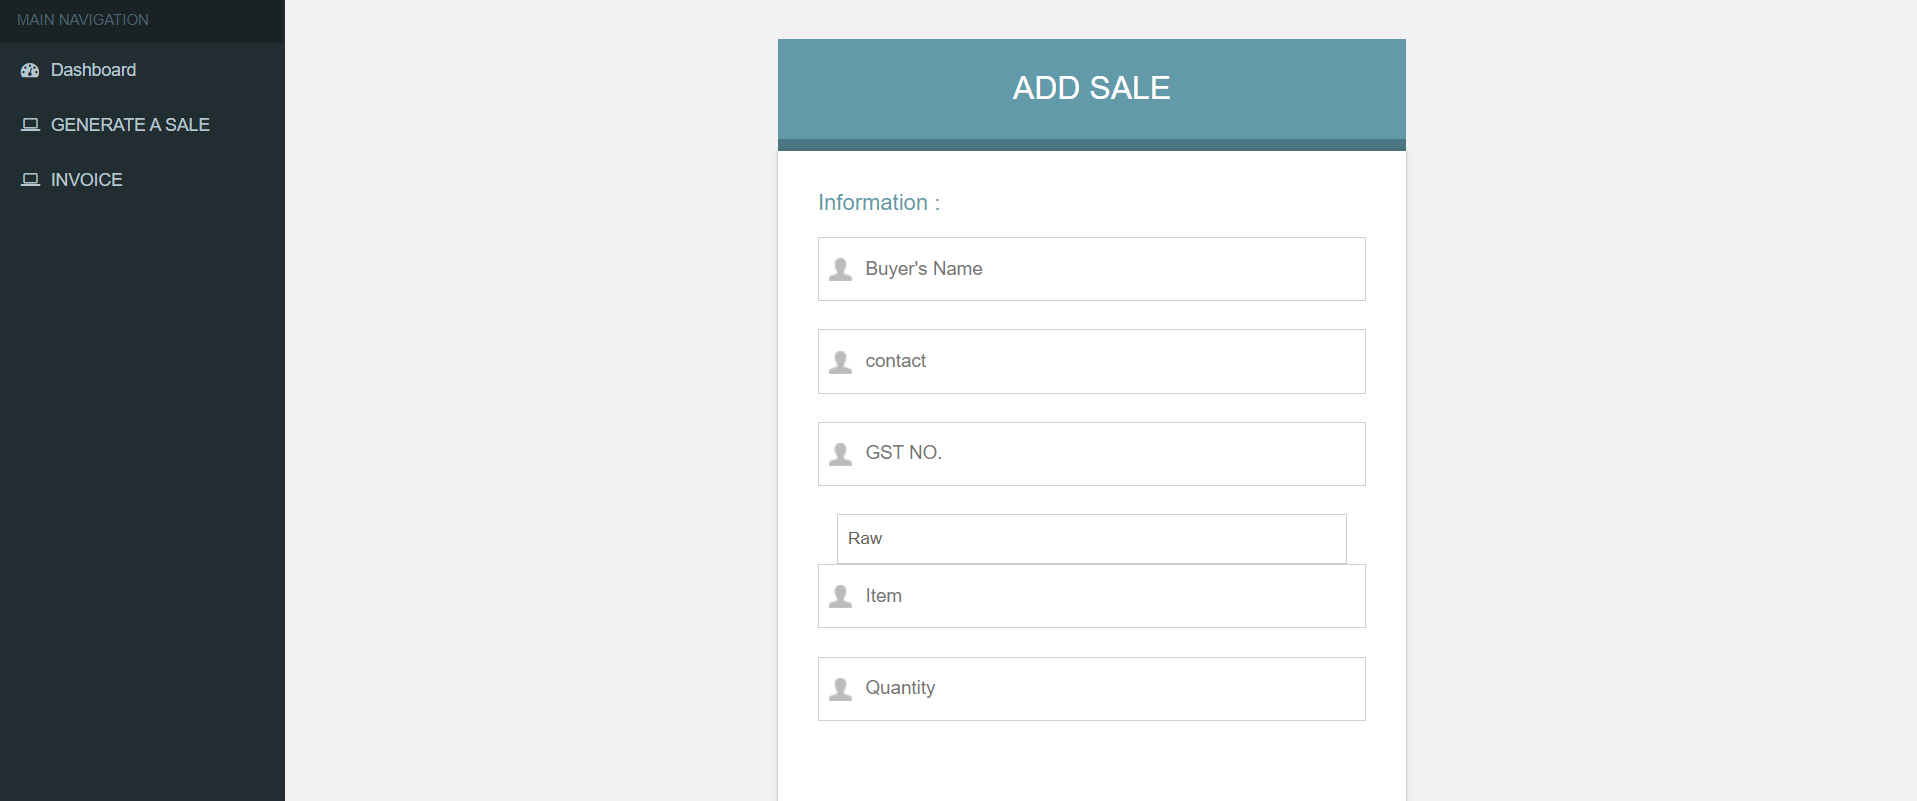 MAIN NAVIGATION
Dashboard
GENERATE A SALE
INVOICE
ADD SALE
Information :
Buyer's Name
contact
GST NO.
Raw
Item
Quantity